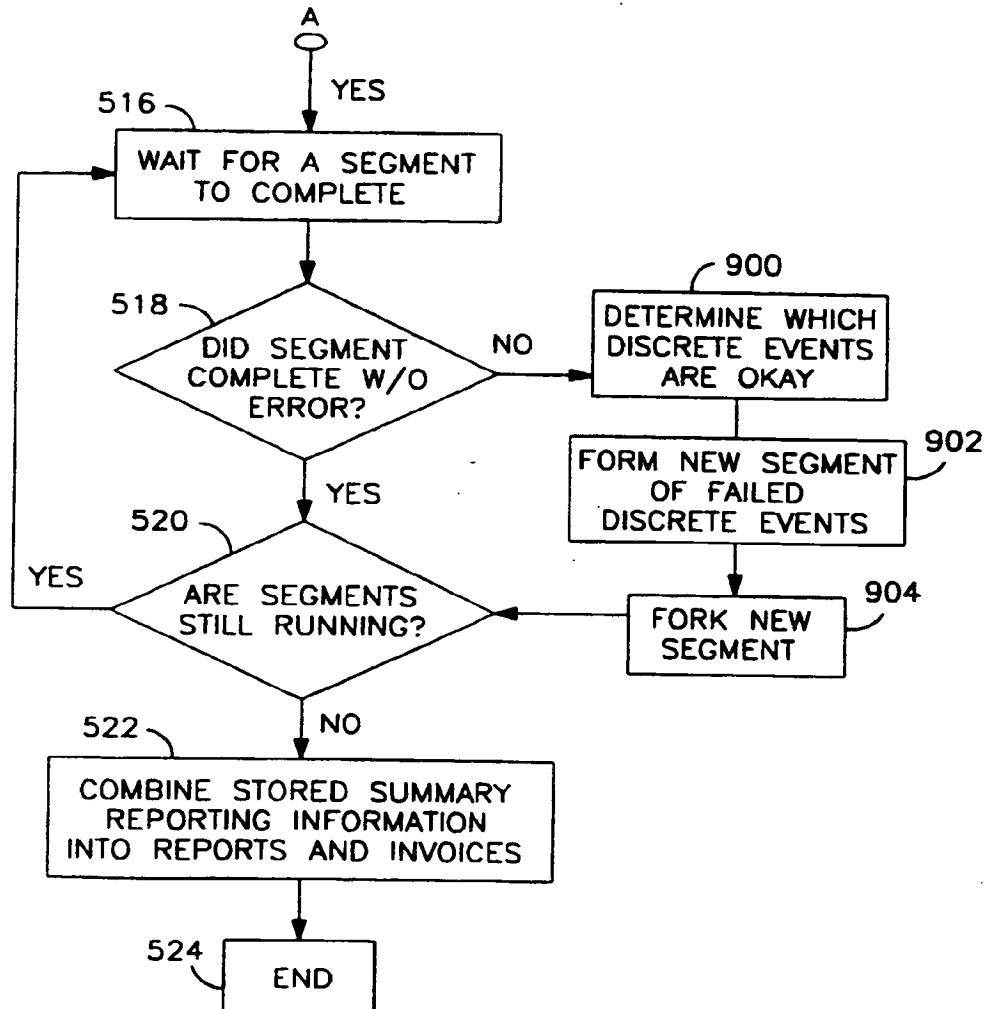 A
YES
516
WAIT FOR A SEGMENT
TO COMPLETE
518
DID SEGMENT
COMPLETE W/O
ERROR?
NO
900
DETERMINE WHICH
DISCRETE EVENTS
ARE OKAY
902
FORM NEW SEGMENT
OF FAILED
DISCRETE EVENTS
YES
520
YES
ARE SEGMENTS
STILL RUNNING?
904
FORK NEW
SEGMENT
NO
522
COMBINE STORED SUMMARY
REPORTING INFORMATION
INTO REPORTS AND INVOICES
524
END